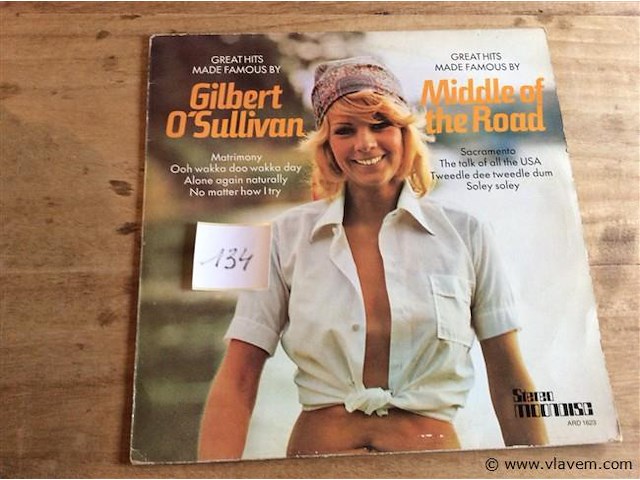 GREAT HITS
MADE FAMOUS BY
Gilbert
O'Sullivan
Matrimony
Ooh wakka doo wakka day
Alone again naturally
No matter how I try
GREAT HITS
MADE FAMOUS BY
Middle of
the Road
Sacramento
The talk of all the USA
Tweedle dee tweedle dum
Soley soley
134
Stereo
MOONDISC
ARD 1623
© www.vlavem.com